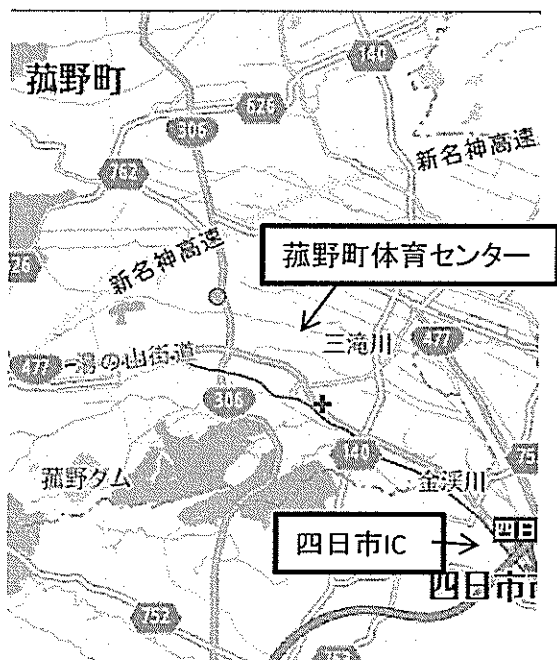 菰野町
140
628
306
762
新名神高速
新名神高速
菰野町体育センター
三滝川
477
477
湯の山街道
306
140
菰野ダム
金渓川
四日市IC
四日
四日市
752